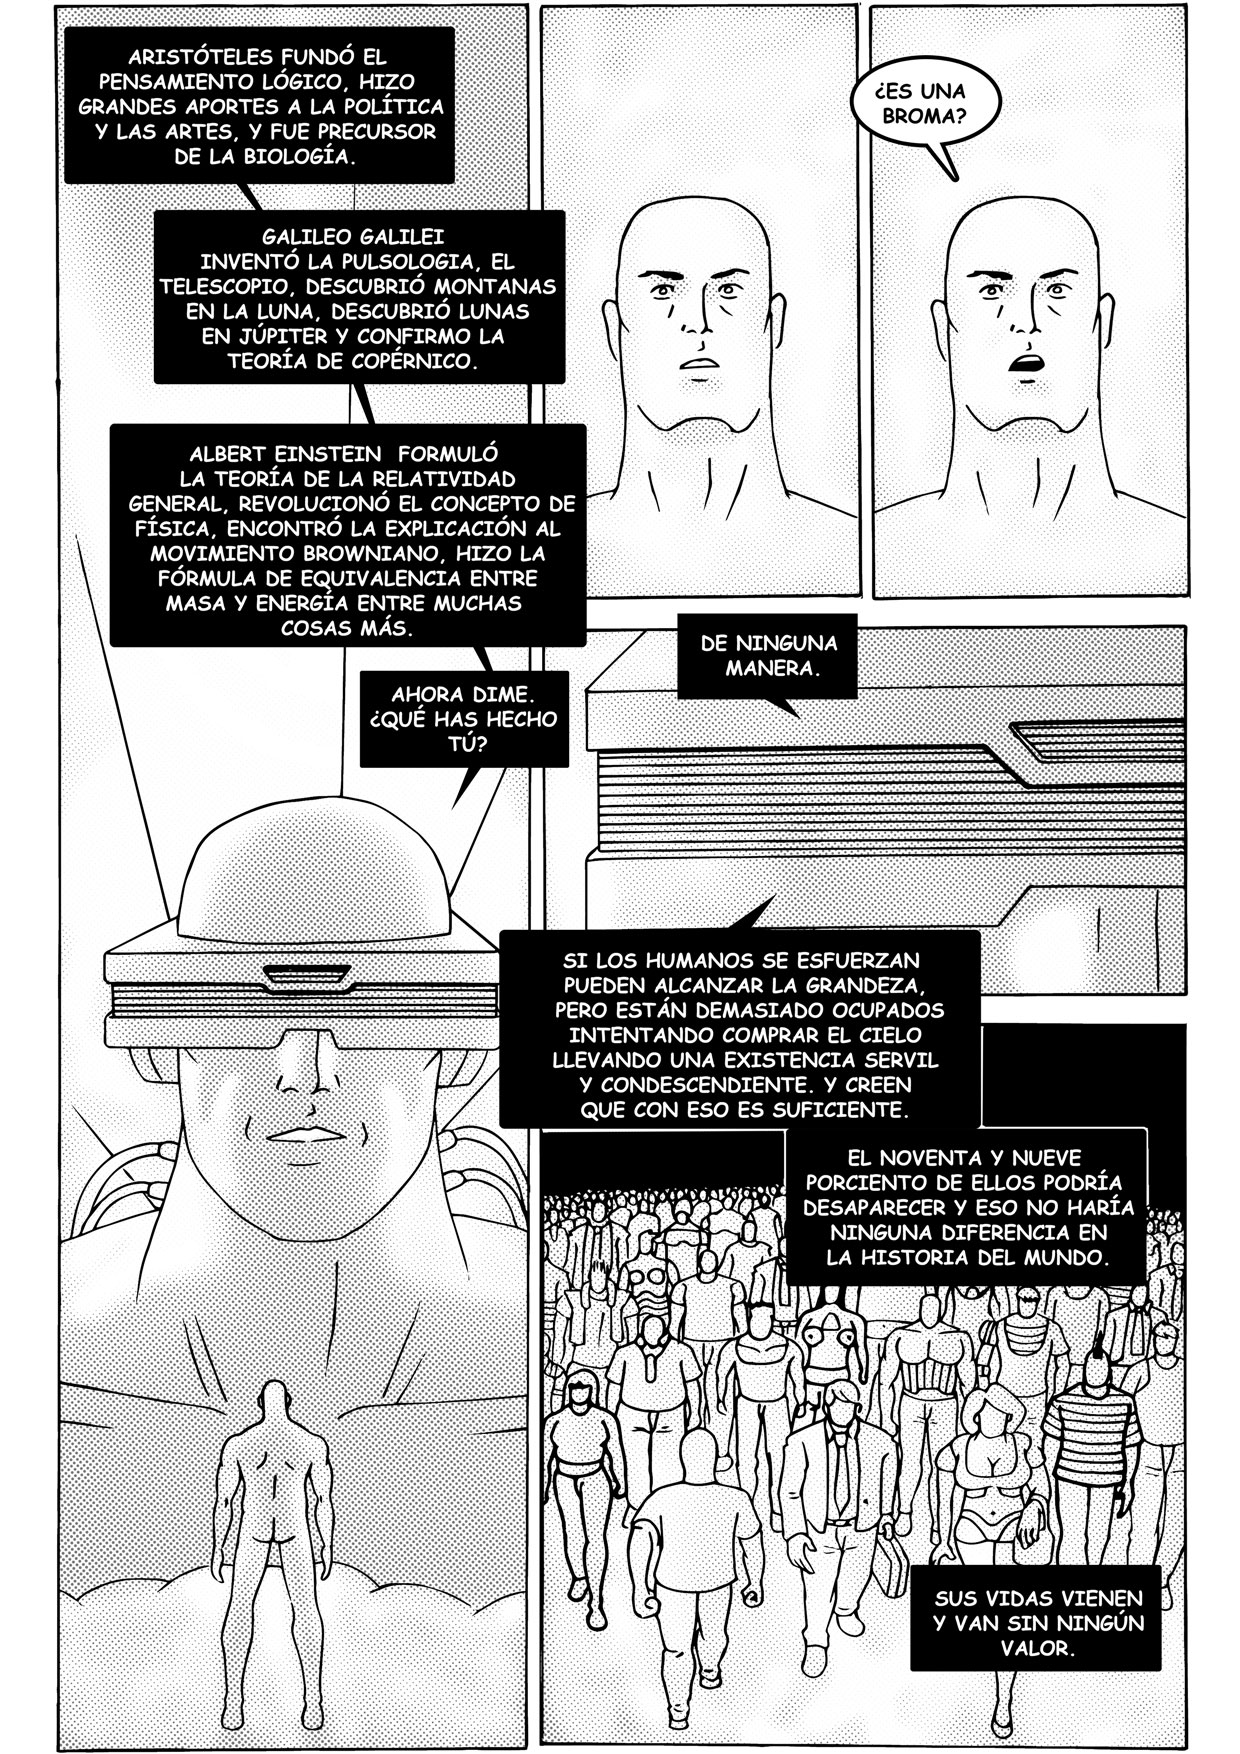 ARISTÓTELES FUNDÓ EL
PENSAMIENTO LÓGICO, HIZO
GRANDES APORTES A LA POLÍTICA
Y LAS ARTES, Y FUE PRECURSOR
DE LA BIOLOGÍA.
GALILEO GALILEI
INVENTÓ LA PULSOLOGIA, EL
TELESCOPIO, DESCUBRIÓ MONTANAS
EN LA LUNA, DESCUBRIÓ LUNAS
EN JÚPITER Y CONFIRMO LA
TEORÍA DE COPÉRNICO.
ALBERT EINSTEIN FORMULÓ
LA TEORÍA DE LA RELATIVIDAD
GENERAL, REVOLUCIONÓ EL CONCEPTO DE
FÍSICA, ENCONTRÓ LA EXPLICACIÓN AL
MOVIMIENTO BROWNIANO, HIZO LA
FÓRMULA DE EQUIVALENCIA ENTRE
MASA Y ENERGÍA ENTRE MUCHAS
COSAS MÁS.
AHORA DIME.
¿QUÉ HAS HECHO
TÚ?
¿ES UNA
BROMA?
DE NINGUNA
MANERA.
SI LOS HUMANOS SE ESFUERZAN
PUEDEN ALCANZAR LA GRANDEZA,
PERO ESTÁN DEMASIADO OCUPADOS
INTENTANDO COMPRAR EL CIELO
LLEVANDO UNA EXISTENCIA SERVIL
Y CONDESCENDIENTE. Y CREEN
QUE CON ESO ES SUFICIENTE.
EL NOVENTA Y NUEVE
PORCIENTO DE ELLOS PODRÍA
DESAPARECER Y ESO NO HARÍA
NINGUNA DIFERENCIA EN
LA HISTORIA DEL MUNDO.
SUS VIDAS VIENEN
Y VAN SIN NINGÚN
VALOR.